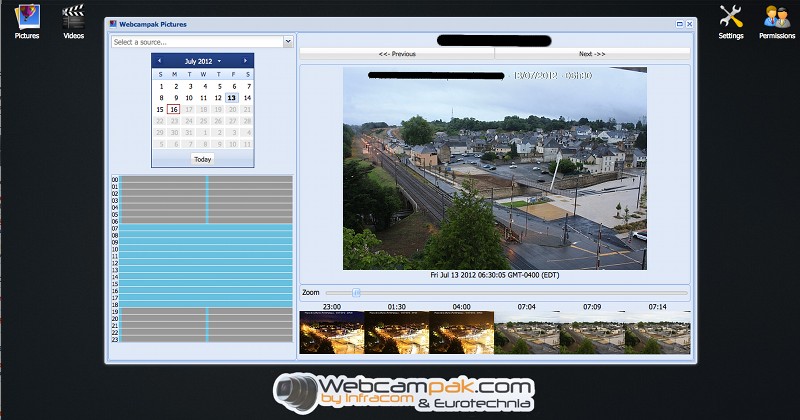 Pictures
Videos
Settings
Permissions
Webcampak Pictures
Select a source...
July 2012
S M T W T F S
1 2 3 4 5 6 7
8 9 10 11 12 13 14
15 16 17 18 19 20 21
22 23 24 25 26 27 28
29 30 31 1 2 3 4
5 6 7 8 9 10 11
Today
00
01
02
03
04
05
06
07
08
09
10
11
12
13
14
15
16
17
18
19
20
21
22
23
<<- Previous
Next ->>
13/07/2012 - 06h30
Fri Jul 13 2012 06:30:05 GMT-0400 (EDT)
Zoom
23:00 01:30 04:00 07:04 07:09 07:14
Webcampak.com
by Infracom & Eurotechnia